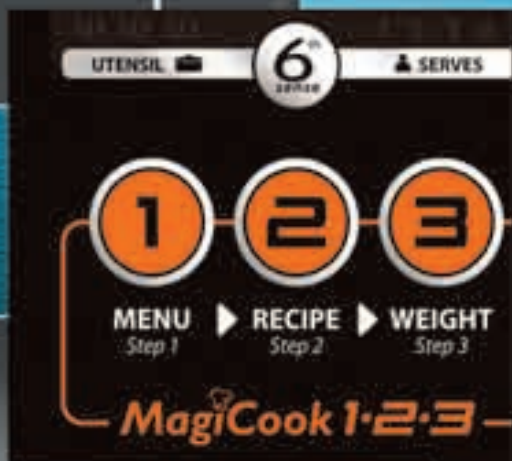 UTENSIL 6th sense SERVES
1 2 3
MENU RECIPE WEIGHT
Step 1 Step 2 Step 3
MagiCook 1·2·3